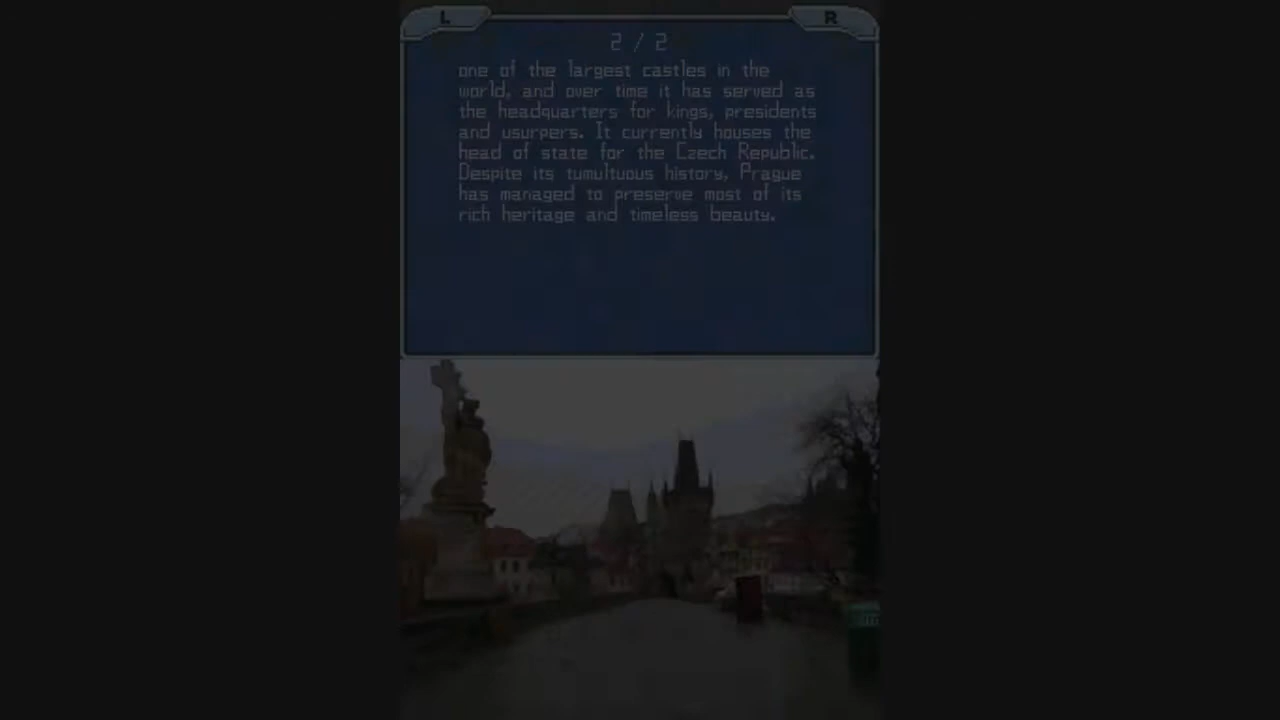 L R
2 / 2
one of the largest castles in the
world, and over time it has served as
the headquarters for kings, presidents
and usurpers. It currently houses the
head of state for the Czech Republic.
Despite its tumultuous history, Prague
has managed to preserve most of its
rich heritage and timeless beauty.